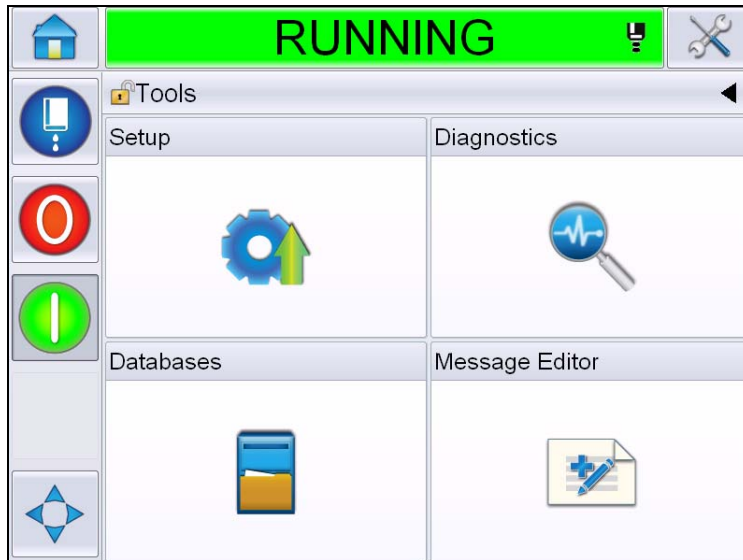 RUNNING
Tools
Setup
Diagnostics
Databases
Message Editor